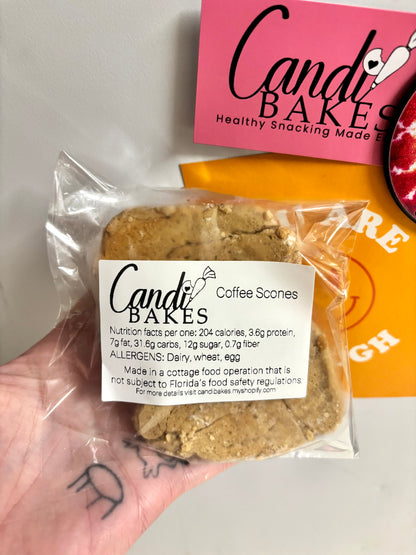 Candi
BAKES
Healthy Snacking Made E
ARE
GH
Candi
BAKES
Coffee Scones
Nutrition facts per one: 204 calories, 3.6g protein,
7g fat, 31.6g carbs, 12g sugar, 0.7g fiber
ALLERGENS: Dairy, wheat, egg
Made in a cottage food operation that is
not subject to Florida's food safety regulations.
For more details visit candibakes.myshopify.com